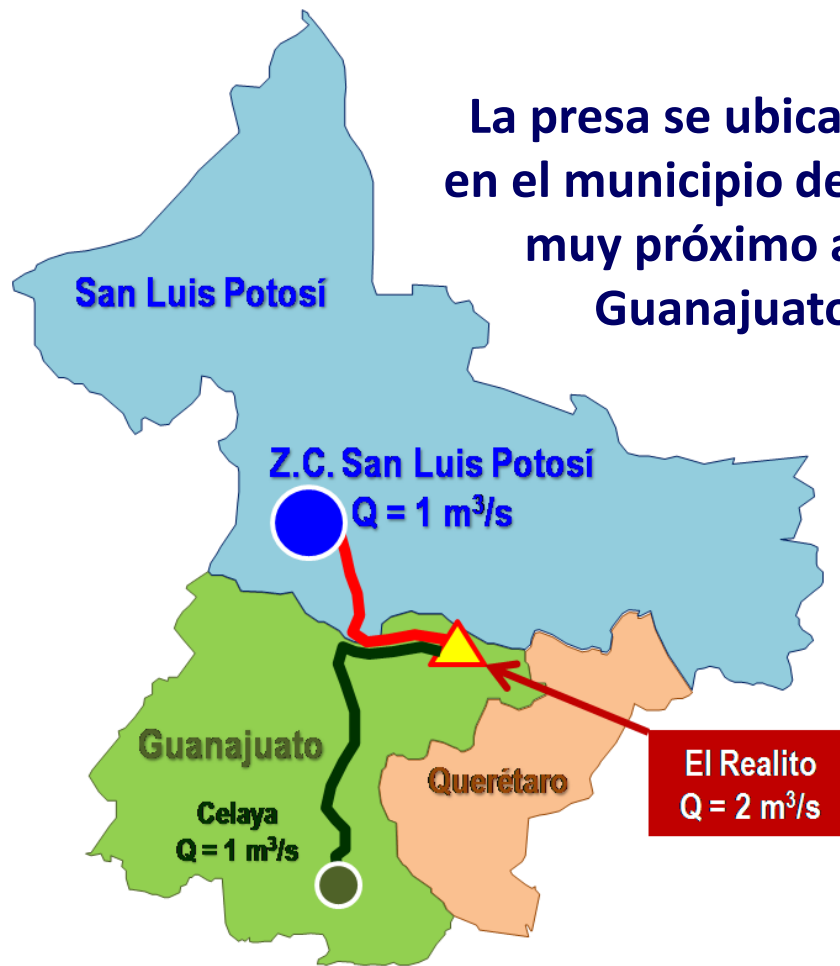 La presa se ubica
en el municipio de
muy próximo a
Guanajuato
San Luis Potosí
Z.C. San Luis Potosí
Q = 1 m³/s
Guanajuato
Querétaro
El Realito
Q = 2 m³/s
Celaya
Q = 1 m³/s